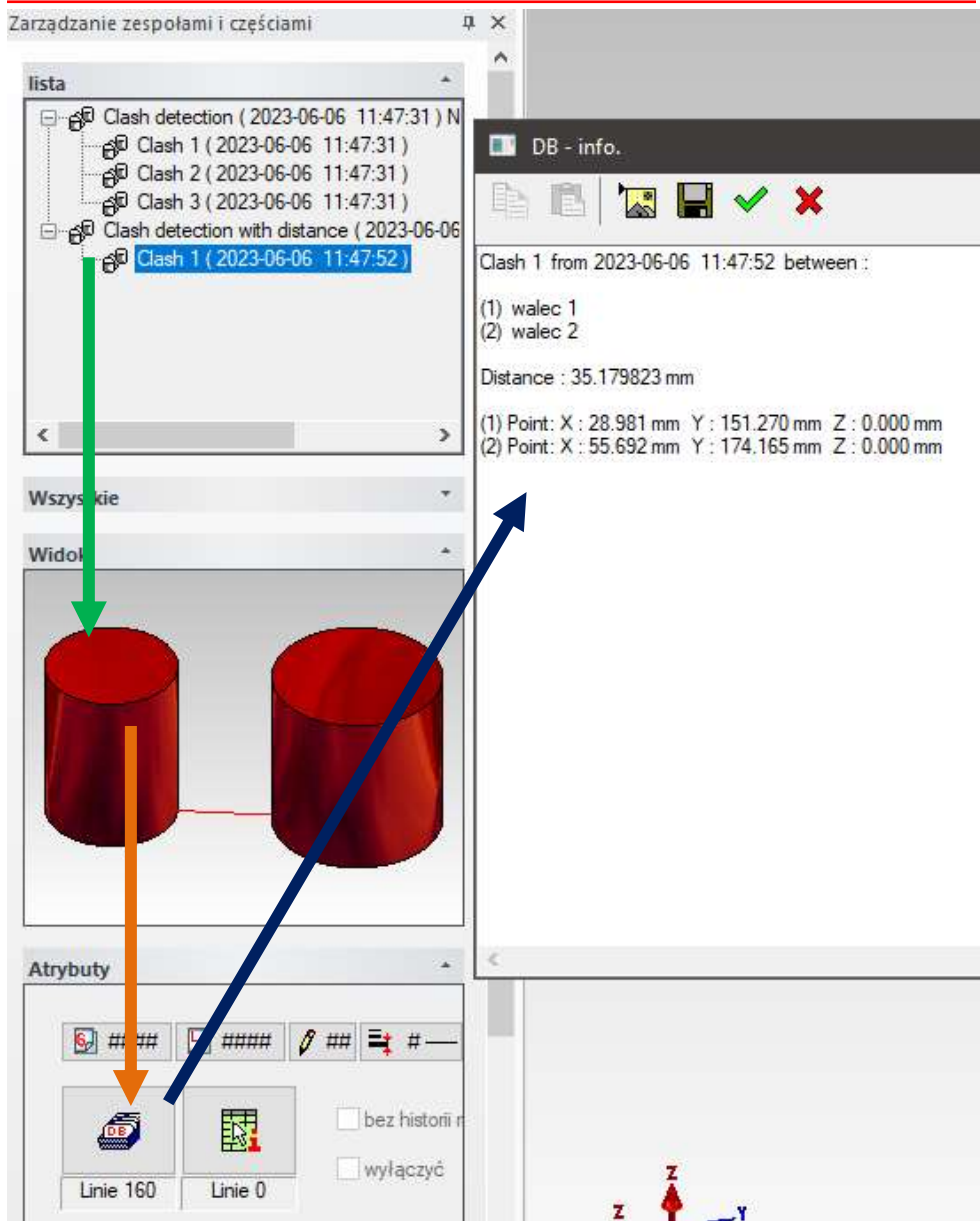 Zarządzanie zespołami i częściami
lista
Clash detection ( 2023-06-06 11:47:31 ) N
Clash 1 ( 2023-06-06 11:47:31 )
Clash 2 ( 2023-06-06 11:47:31 )
Clash 3 ( 2023-06-06 11:47:31 )
Clash detection with distance ( 2023-06-06
Clash 1 ( 2023-06-06 11:47:52 )
DB - info.
Clash 1 from 2023-06-06 11:47:52 between :
(1) walec 1
(2) walec 2
Distance : 35.179823 mm
(1) Point: X : 28.981 mm Y : 151.270 mm Z : 0.000 mm
(2) Point: X : 55.692 mm Y : 174.165 mm Z : 0.000 mm
Wszystkie
Widok
Atrybuty
#### #### ## #
DB
bez historii
wyłączyć
Linie 160 Linie 0
Z
Z
Y